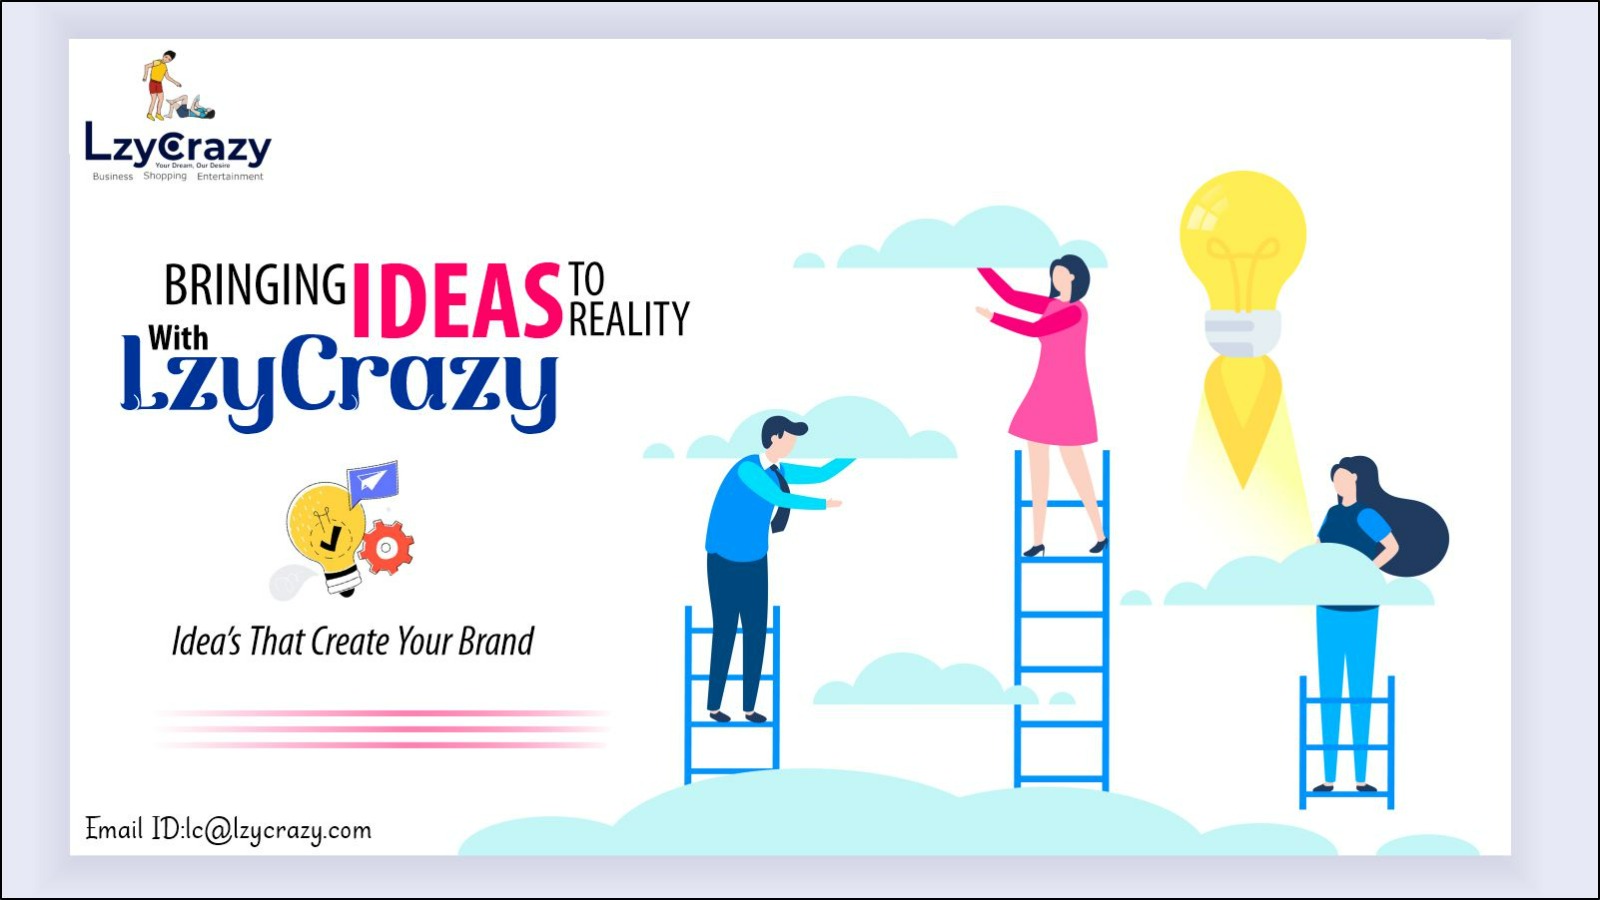 LzyCrazy
Your Dream, Our Desire
Business Shopping Entertainment
BRINGING IDEAS TO
REALITY
With
LzyCrazy
Idea's That Create Your Brand
Email ID:lc@lzycrazy.com